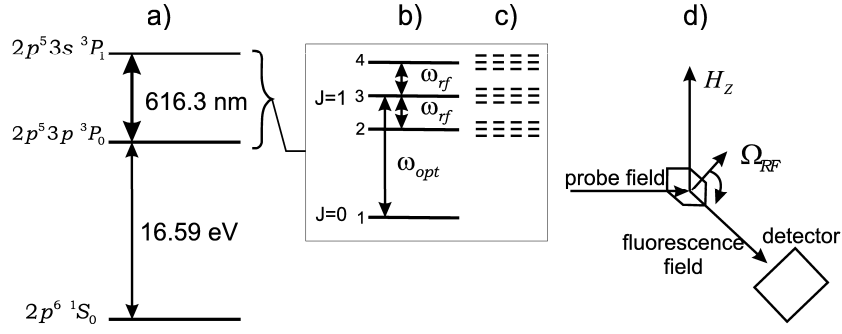 a)
b)
c)
d)
2p⁵3s ³P₁
616.3 nm
2p⁵3p ³P₀
16.59 eV
2p⁶ ¹S₀
4
ω_rf
J=1 3
ω_rf
2
ω_opt
J=0 1
H_Z
Ω_RF
probe field
fluorescence
field
detector